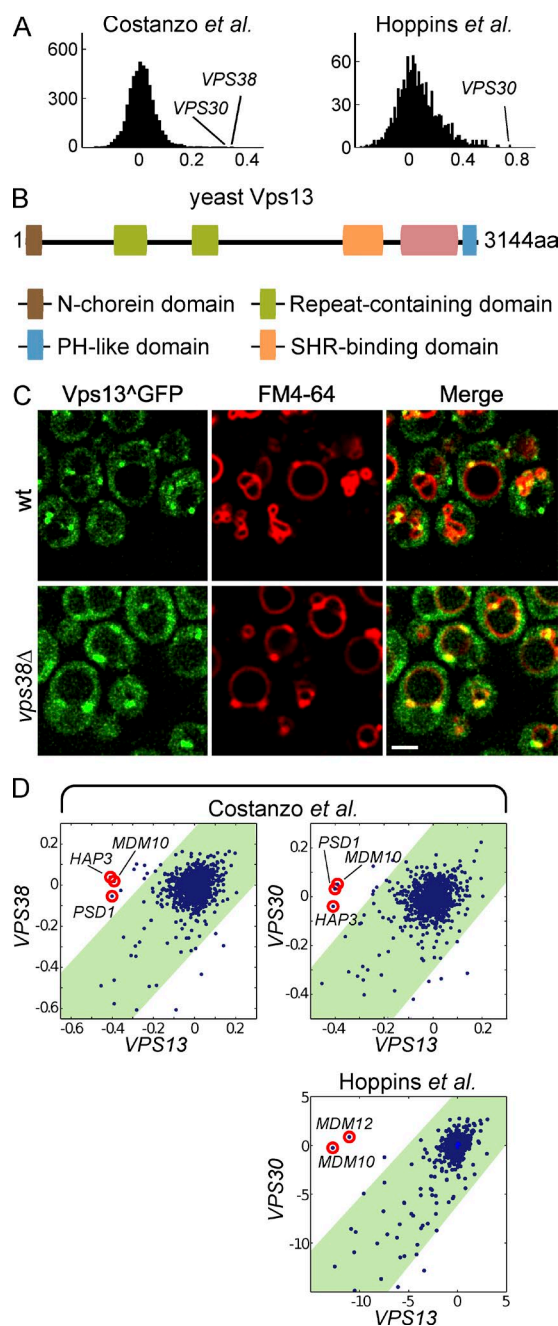 A
Costanzo et al.
Hoppins et al.
600
300
0
VPS38
VPS30
0 0.2 0.4
60
30
0
VPS30
0 0.4 0.8
B
yeast Vps13
1
3144aa
N-chorein domain
Repeat-containing domain
PH-like domain
SHR-binding domain
C
Vps13^GFP
FM4-64
Merge
wt
vps38Δ
D
Costanzo et al.
0.2
0
-0.2
-0.4
-0.6
VPS38
HAP3
MDM10
PSD1
-0.6 -0.4 -0.2 0 0.2
VPS13
0.2
0
-0.2
-0.4
VPS30
PSD1
MDM10
HAP3
-0.4 -0.2 0 0.2
VPS13
Hoppins et al.
5
0
-5
-10
VPS30
MDM12
MDM10
-10 -5 0 5
VPS13